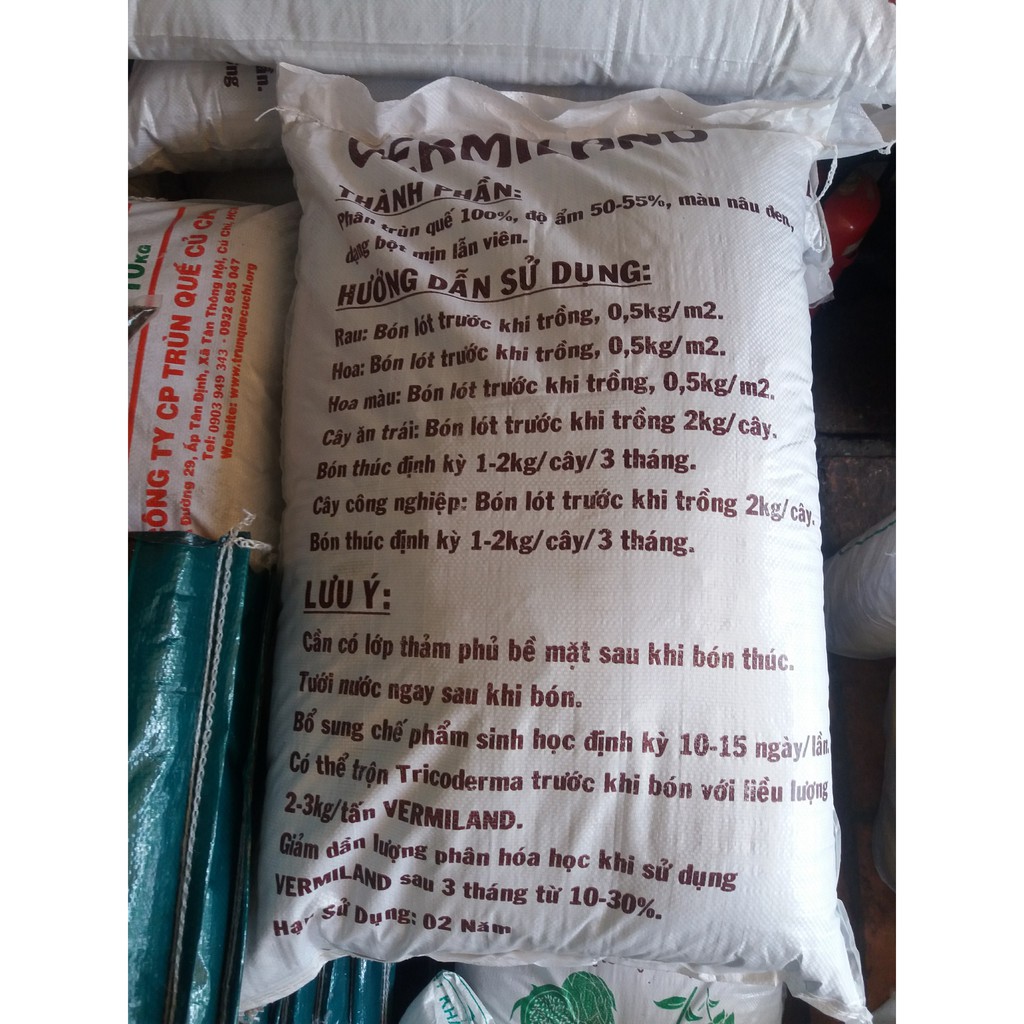 VERMILAND
THÀNH PHẦN:
Phân trùn quế 100%, độ ẩm 50-55%, màu nâu đen,
dạng bột mịn lẫn viên.
HƯỚNG DẪN SỬ DỤNG:
Rau: Bón lót trước khi trồng, 0,5kg/m2.
Hoa: Bón lót trước khi trồng, 0,5kg/m2.
Hoa màu: Bón lót trước khi trồng, 0,5kg/m2.
Cây ăn trái: Bón lót trước khi trồng 2kg/cây.
Bón thúc định kỳ 1-2kg/cây/3 tháng.
Cây công nghiệp: Bón lót trước khi trồng 2kg/cây.
Bón thúc định kỳ 1-2kg/cây/3 tháng.
LƯU Ý:
Cần có lớp thảm phủ bề mặt sau khi bón thúc.
Tưới nước ngay sau khi bón.
Bổ sung chế phẩm sinh học định kỳ 10-15 ngày/lần.
Có thể trộn Tricoderma trước khi bón với liều lượng
2-3kg/tấn VERMILAND.
Giảm dần lượng phân hóa học khi sử dụng
VERMILAND sau 3 tháng từ 10-30%.
Hạn Sử Dụng: 02 Năm
10KG
CÔNG TY CP TRÙN QUẾ CỦ CHI
Đường 29, Ấp Tân Định, Xã Tân Thông Hội, Củ Chi, HCM
Tel: 0903 949 343 - 0932 655 047
Website: www.trunquecuchi.org